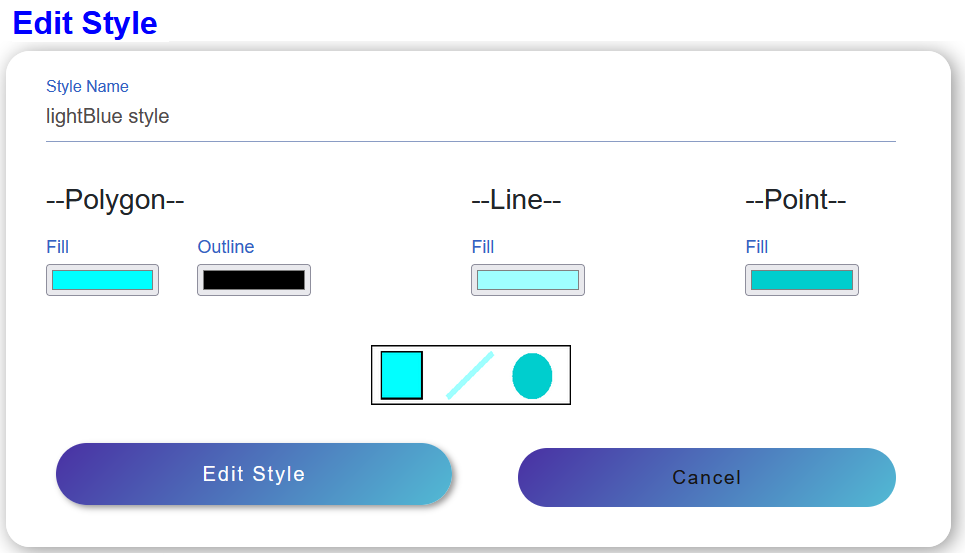 Edit Style
Style Name
lightBlue style
--Polygon-- --Line-- --Point--
Fill Outline Fill Fill
Edit Style Cancel